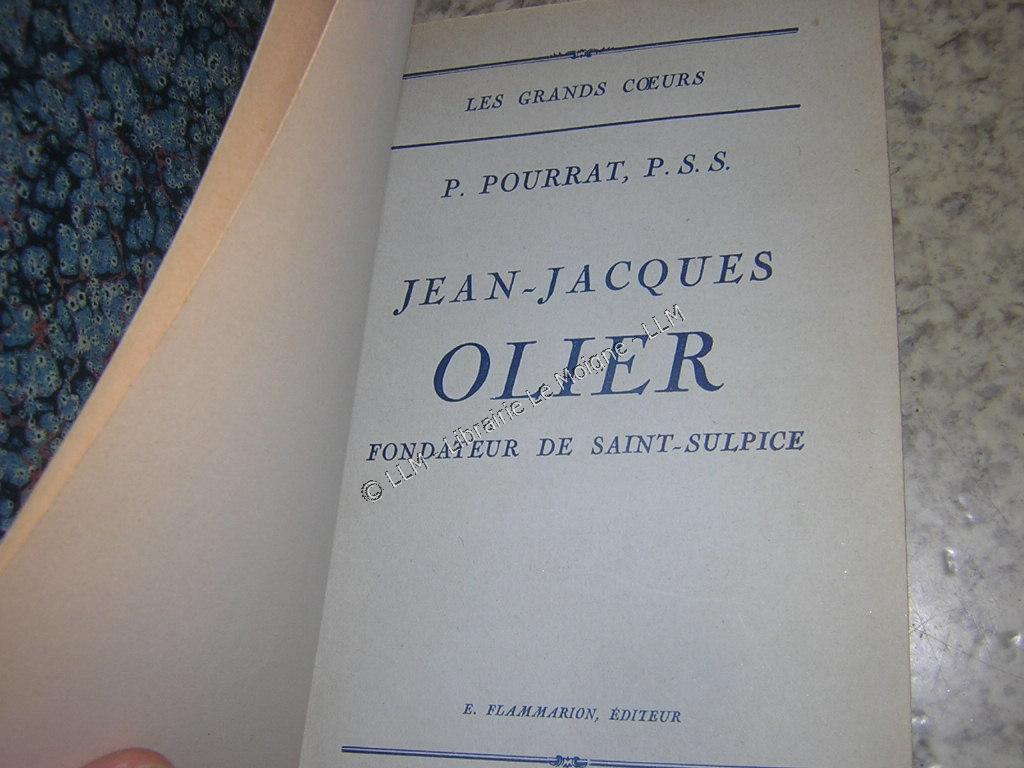 LES GRANDS CŒURS
P. POURRAT, P. S. S.
JEAN-JACQUES
OLIER
FONDATEUR DE SAINT-SULPICE
© LLM - Librairie Le Moigne - LLM
E. FLAMMARION, ÉDITEUR